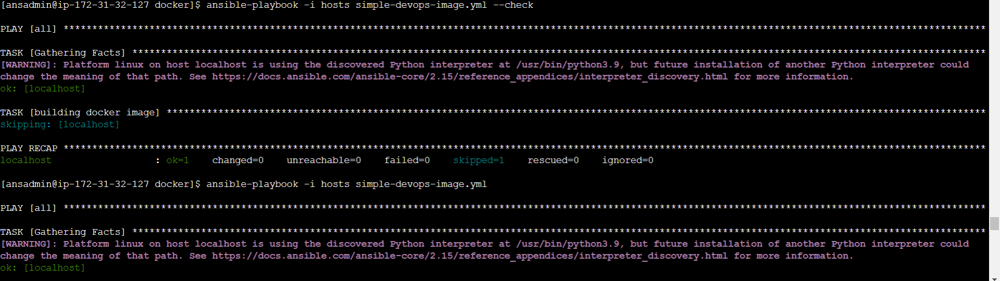 [ansadmin@ip-172-31-32-127 docker]$ ansible-playbook -i hosts simple-devops-image.yml --check
PLAY [all] *****************************************************************************************************************************************************************
TASK [Gathering Facts] *****************************************************************************************************************************************************
[WARNING]: Platform linux on host localhost is using the discovered Python interpreter at /usr/bin/python3.9, but future installation of another Python interpreter could
change the meaning of that path. See https://docs.ansible.com/ansible-core/2.15/reference_appendices/interpreter_discovery.html for more information.
ok: [localhost]
TASK [building docker image] ***********************************************************************************************************************************************
skipping: [localhost]
PLAY RECAP *****************************************************************************************************************************************************************
localhost                  : ok=1    changed=0    unreachable=0    failed=0    skipped=1    rescued=0    ignored=0
[ansadmin@ip-172-31-32-127 docker]$ ansible-playbook -i hosts simple-devops-image.yml
PLAY [all] *****************************************************************************************************************************************************************
TASK [Gathering Facts] *****************************************************************************************************************************************************
[WARNING]: Platform linux on host localhost is using the discovered Python interpreter at /usr/bin/python3.9, but future installation of another Python interpreter could
change the meaning of that path. See https://docs.ansible.com/ansible-core/2.15/reference_appendices/interpreter_discovery.html for more information.
ok: [localhost]